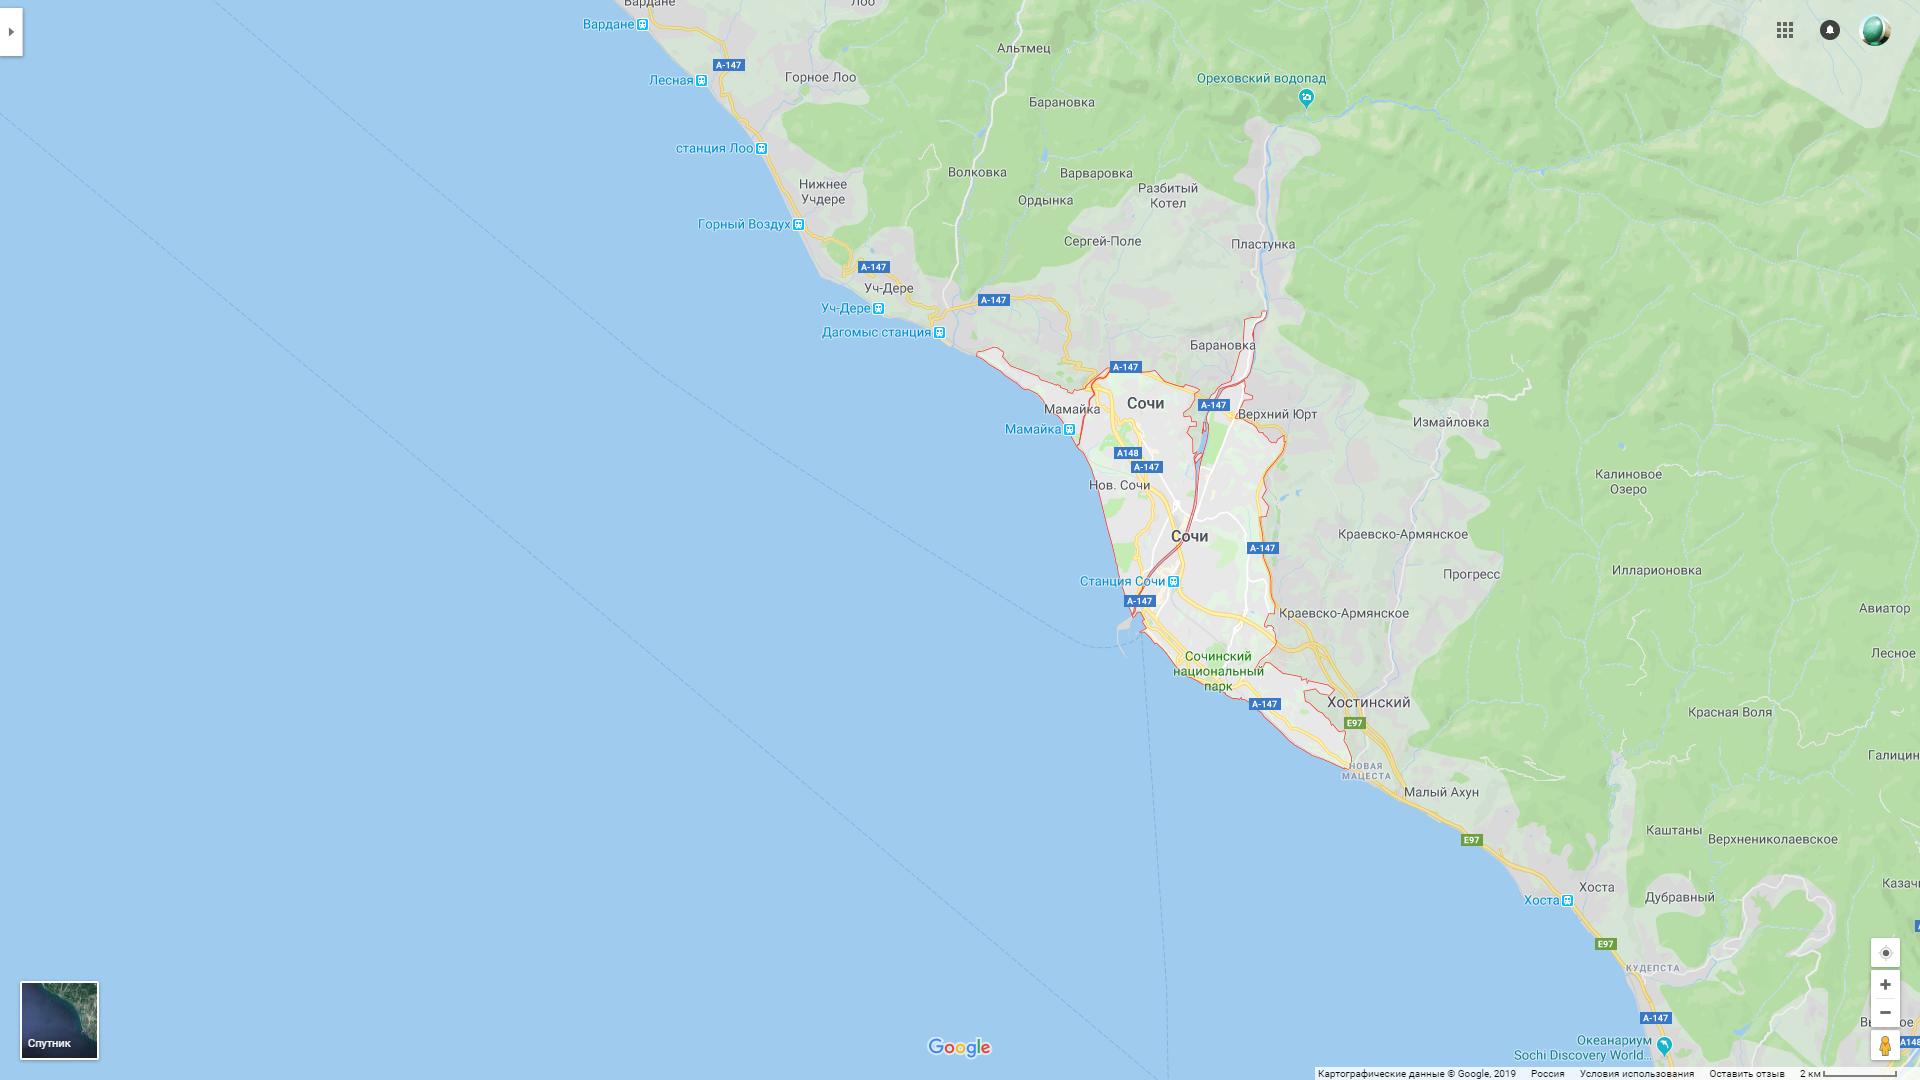 Вардане
Лоо
Вардане
Альтмец
А-147
Горное Лоо
Лесная
Ореховский водопад
Барановка
станция Лоо
Волковка
Варваровка
Нижнее
Учдере
Разбитый
Котел
Ордынка
Горный Воздух
Сергей-Поле
Пластунка
А-147
Уч-Дере
А-147
Уч-Дере
Дагомыс станция
Барановка
А-147
Сочи
А-147
Мамайка
Верхний Юрт
Измайловка
Мамайка
А148
А-147
Калиновое
Озеро
Нов. Сочи
Сочи
Краевско-Армянское
А-147
Прогресс
Илларионовка
Станция Сочи
А-147
Краевско-Армянское
Авиатор
Сочинский
национальный
парк
Лесное
А-147
Хостинский
Красная Воля
E97
Галицин
НОВАЯ
МАЦЕСТА
Малый Ахун
Каштаны
Верхнениколаевское
E97
Хоста
Казач
Дубравный
Хоста
E97
КУДЕПСТА
А-147
Океанариум
Sochi Discovery World...
А148
Спутник
Google
Картографические данные © Google, 2019
Россия
Условия использования
Оставить отзыв
2 км